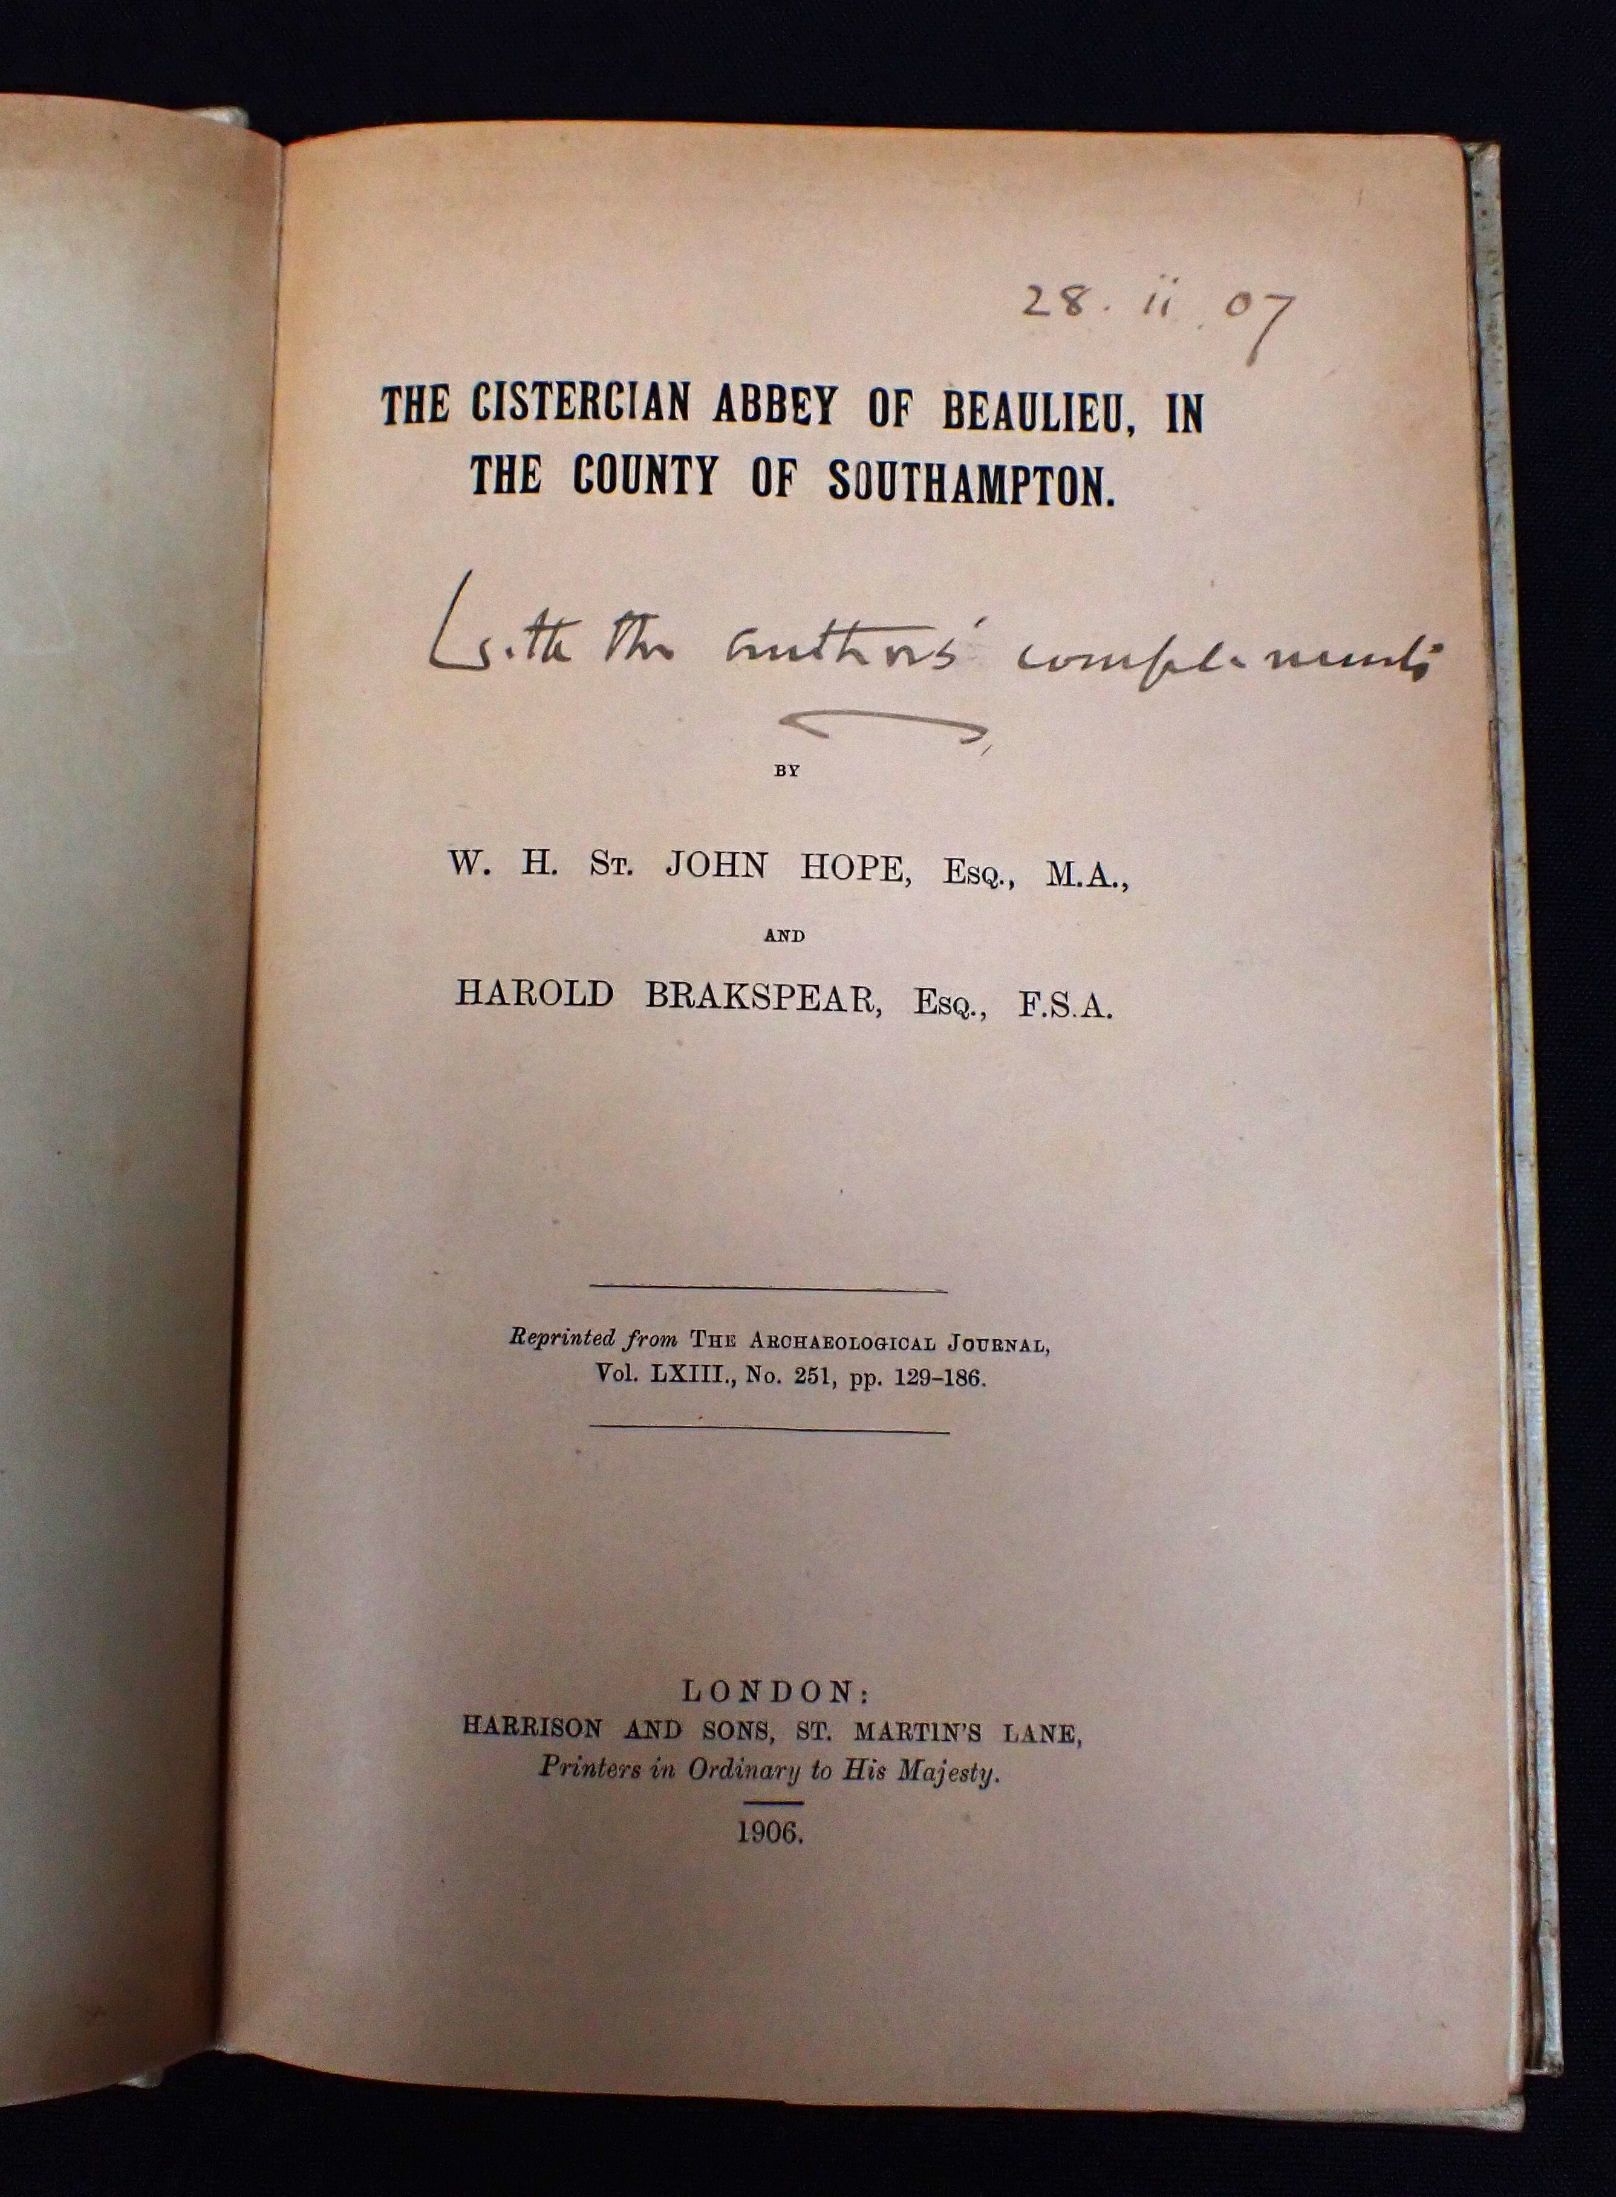 28. ii. 07
THE CISTERCIAN ABBEY OF BEAULIEU, IN
THE COUNTY OF SOUTHAMPTON.
With the authors' compliments
BY
W. H. ST. JOHN HOPE, ESQ., M.A.,
AND
HAROLD BRAKSPEAR, ESQ., F.S.A.
Reprinted from THE ARCHAEOLOGICAL JOURNAL,
Vol. LXIII., No. 251, pp. 129–186.
LONDON:
HARRISON AND SONS, ST. MARTIN'S LANE,
Printers in Ordinary to His Majesty.
1906.